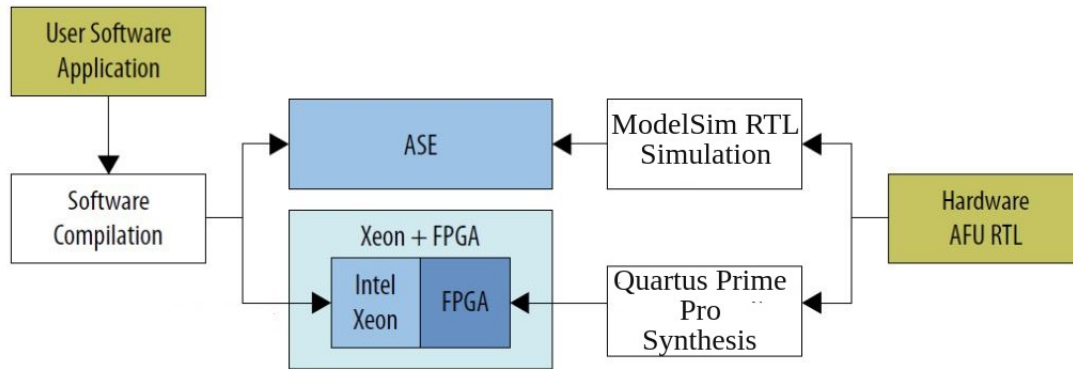 User Software
Application
Software
Compilation
ASE
Xeon + FPGA
Intel
Xeon
FPGA
ModelSim RTL
Simulation
Quartus Prime
Pro
Synthesis
Hardware
AFU RTL